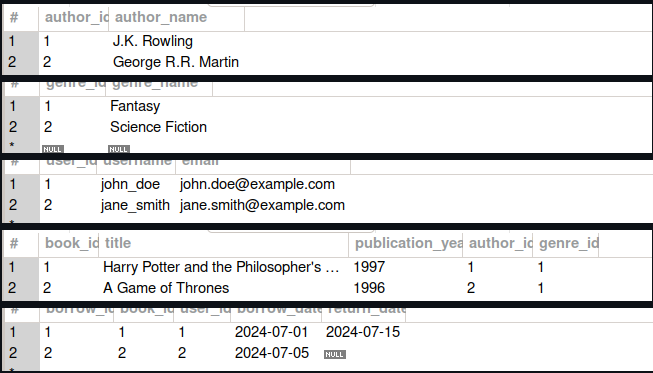 # author_id author_name
1 1 J.K. Rowling
2 2 George R.R. Martin
# genre_id genre_name
1 1 Fantasy
2 2 Science Fiction
* NULL NULL
# user_id username email
1 1 john_doe john.doe@example.com
2 2 jane_smith jane.smith@example.com
# book_id title publication_yea author_id genre_id
1 1 Harry Potter and the Philosopher's ... 1997 1 1
2 2 A Game of Thrones 1996 2 1
# borrow_id book_id user_id borrow_date return_date
1 1 1 1 2024-07-01 2024-07-15
2 2 2 2 2024-07-05 NULL
*